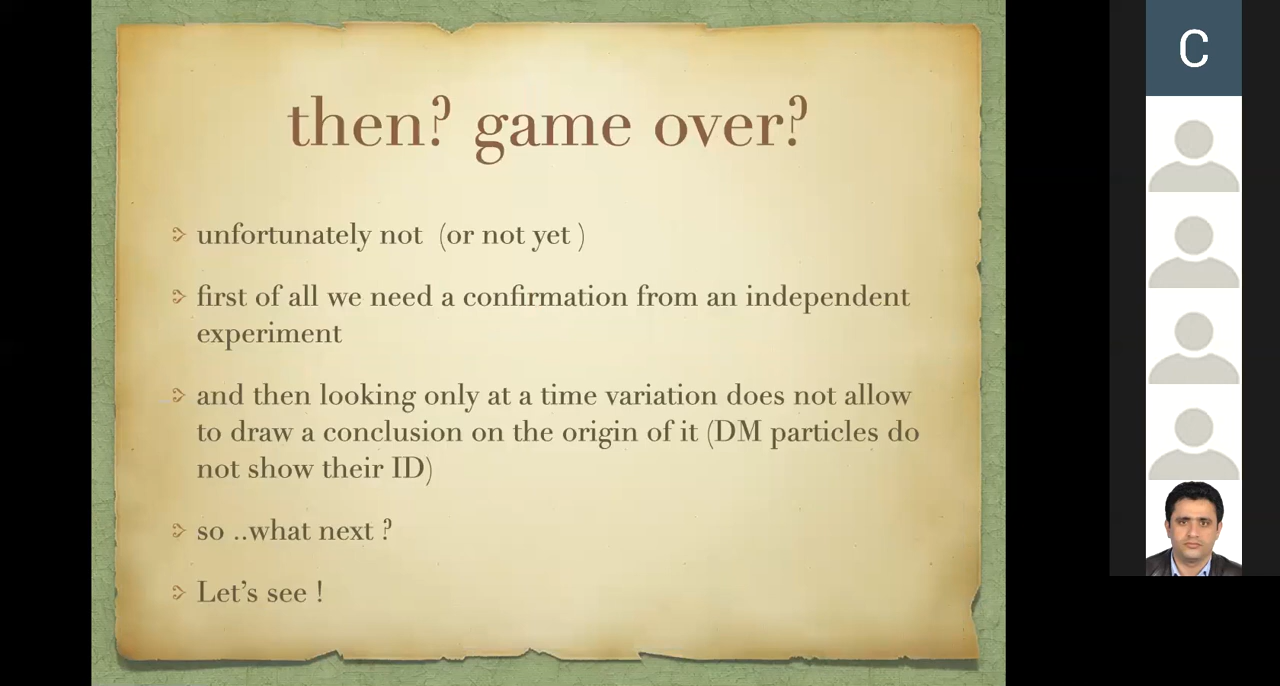 then? game over?
unfortunately not (or not yet )
first of all we need a confirmation from an independent
experiment
and then looking only at a time variation does not allow
to draw a conclusion on the origin of it (DM particles do
not show their ID)
so ..what next ?
Let’s see !
C